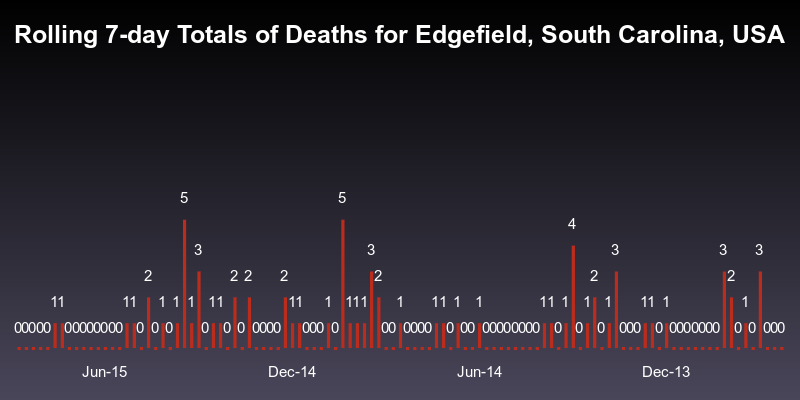 Rolling 7-day Totals of Deaths for Edgefield, South Carolina, USA
5 5
4
3 3 3 3 3
2 2 2 2 2 2 2
11 11 1 1 1 11 11 1 111 1 11 1 1 11 1 1 1 11 1 1
00000 00000000 0 0 0 0 0 0 0000 000 0 00 0000 0 00 00000000 0 0 0 000 0 0000000 0 0 000
Jun-15 Dec-14 Jun-14 Dec-13